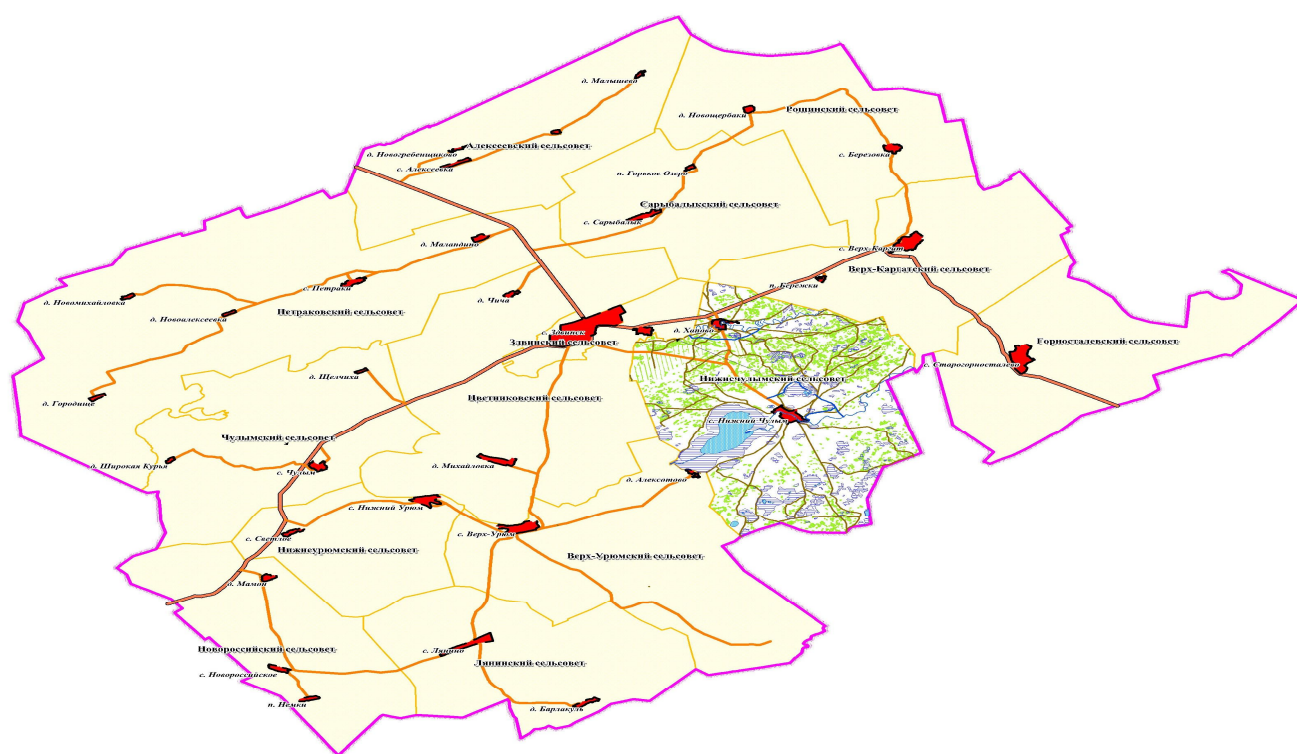 д. Малышево
Рощинский сельсовет
д. Новощербаки
Алексеевский сельсовет
с. Березовка
д. Новогребенщиково
с. Алексеевка
п. Горькое Озеро
Сарыбалыкский сельсовет
с. Сарыбалык
д. Маландино
с. Верх-Каргат
Верх-Каргатский сельсовет
п. Бережки
с. Петраки
д. Новомихайловка
д. Чича
Петраковский сельсовет
д. Новоалексеевка
с. Здвинск
д. Хапово
Здвинский сельсовет
Горносталевский сельсовет
с. Старогорносталево
д. Щелчиха
Нижнечулымский сельсовет
Цветниковский сельсовет
д. Городище
с. Нижний Чулым
Чулымский сельсовет
д. Широкая Курья
с. Чулым
д. Михайловка
д. Алексотово
с. Нижний Урюм
с. Верх-Урюм
с. Светлое
Нижнеурюмский сельсовет
Верх-Урюмский сельсовет
д. Мамон
Новороссийский сельсовет
с. Лянино
Лянинский сельсовет
с. Новороссийское
п. Немки
д. Барлакуль